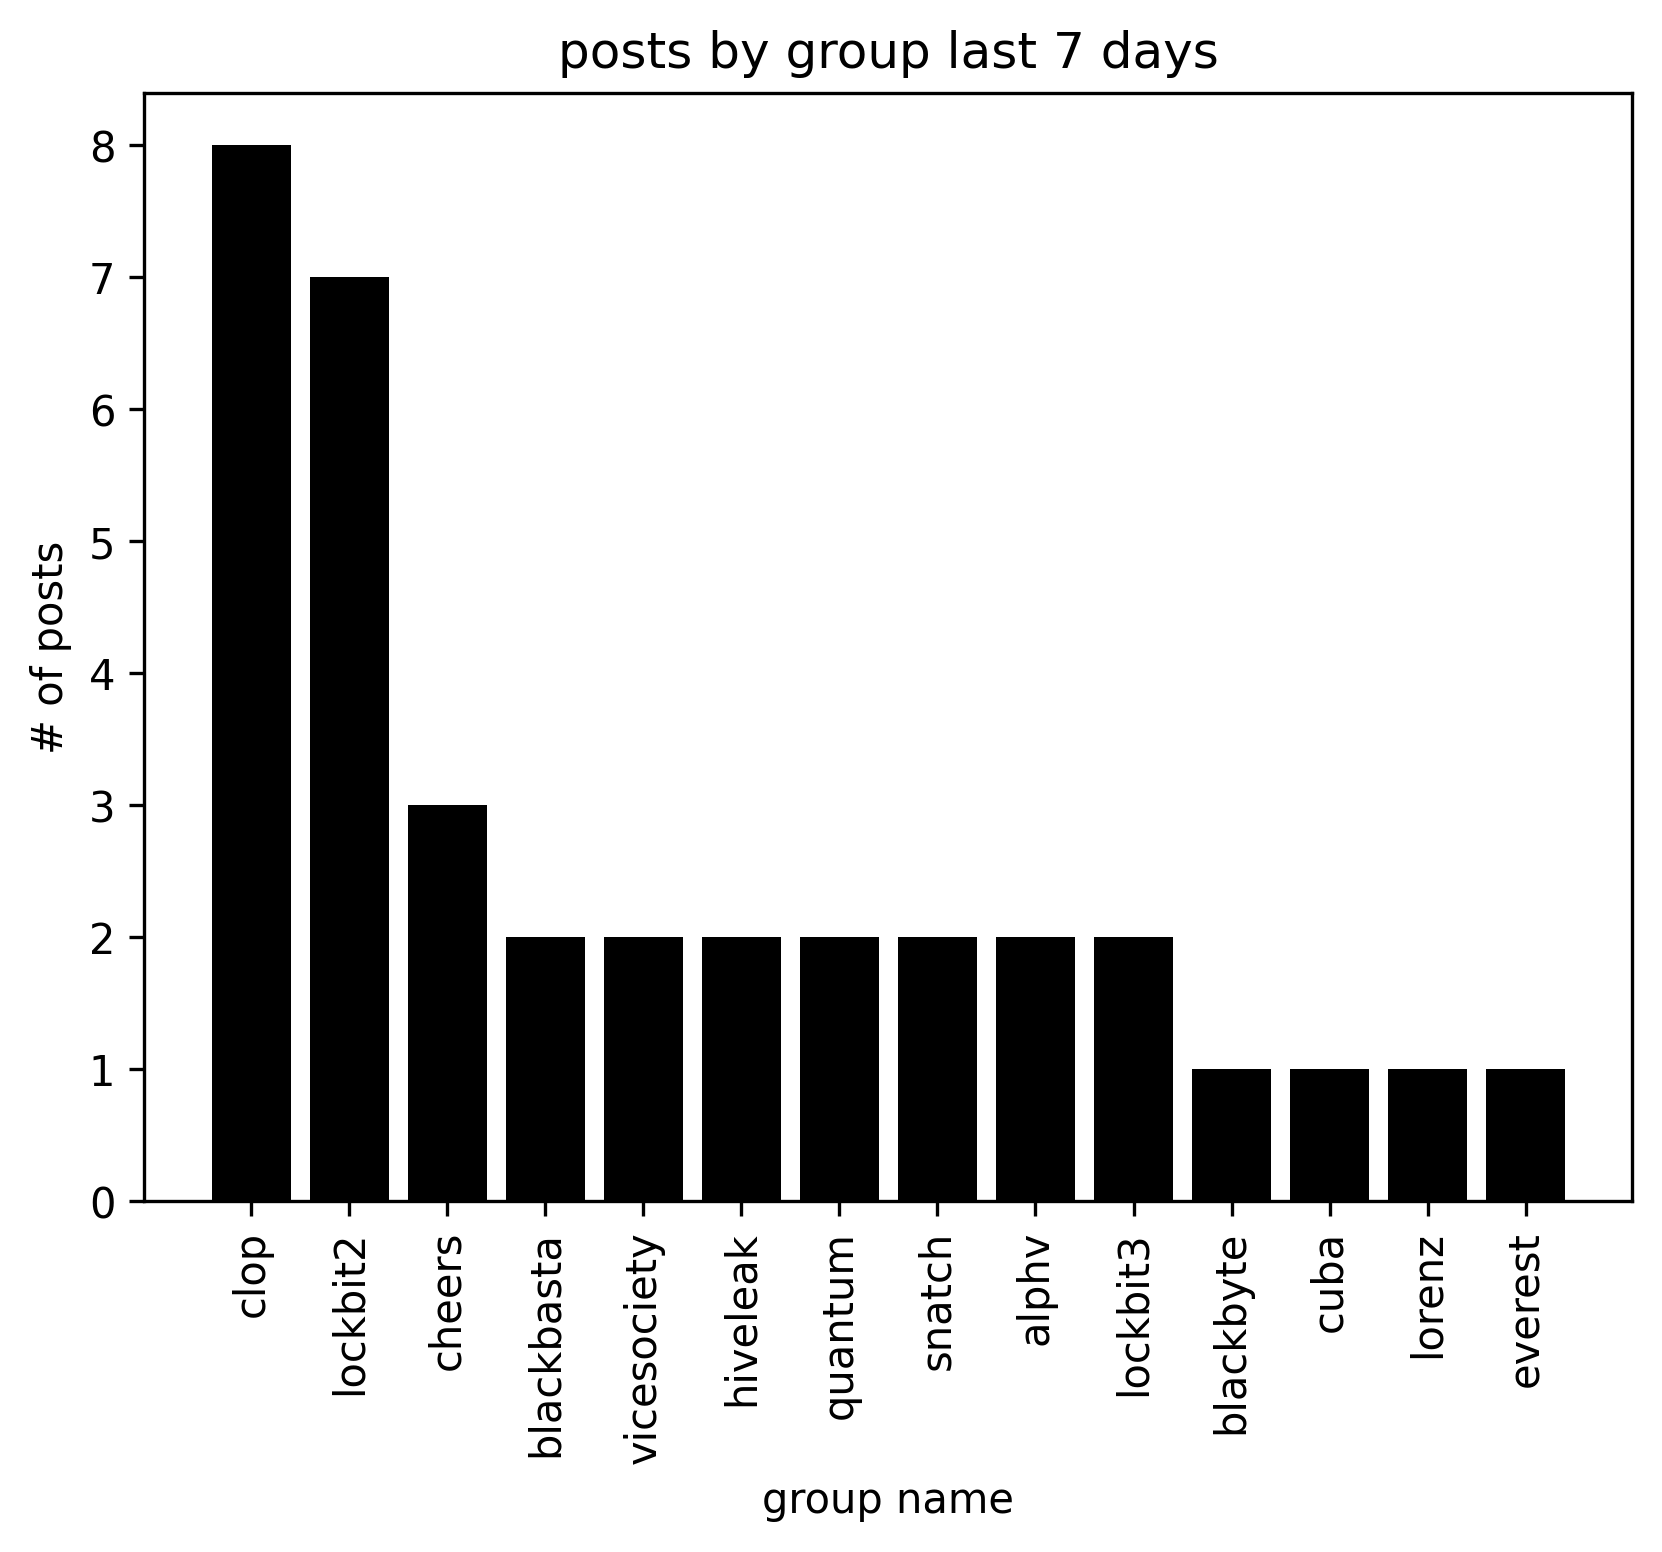 posts by group last 7 days
# of posts
8
7
6
5
4
3
2
1
0
clop
lockbit2
cheers
blackbasta
vicesociety
hiveleak
quantum
snatch
alphv
lockbit3
blackbyte
cuba
lorenz
everest
group name